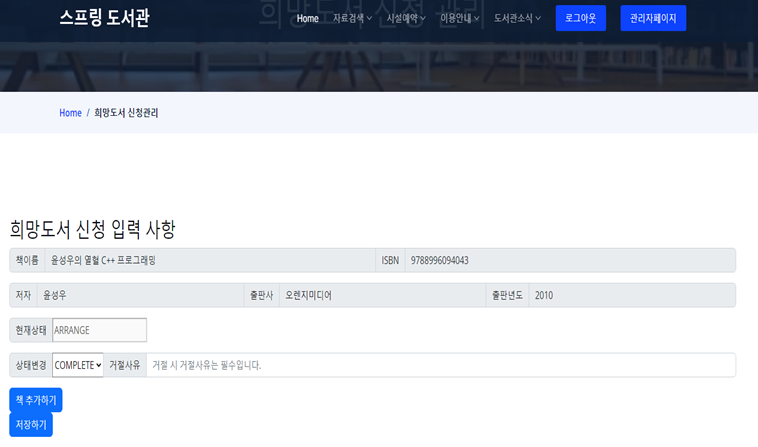 희망도서 신청 관리
스프링 도서관 Home 자료검색 시설예약 이용안내 도서관소식 로그아웃 관리자페이지
Home / 희망도서 신청관리
희망도서 신청 입력 사항
책이름 윤성우의 열혈 C++ 프로그래밍 ISBN 9788996094043
저자 윤성우 출판사 오렌지미디어 출판년도 2010
현재상태 ARRANGE
상태변경 COMPLETE 거절사유 거절 시 거절사유는 필수입니다.
책 추가하기
저장하기